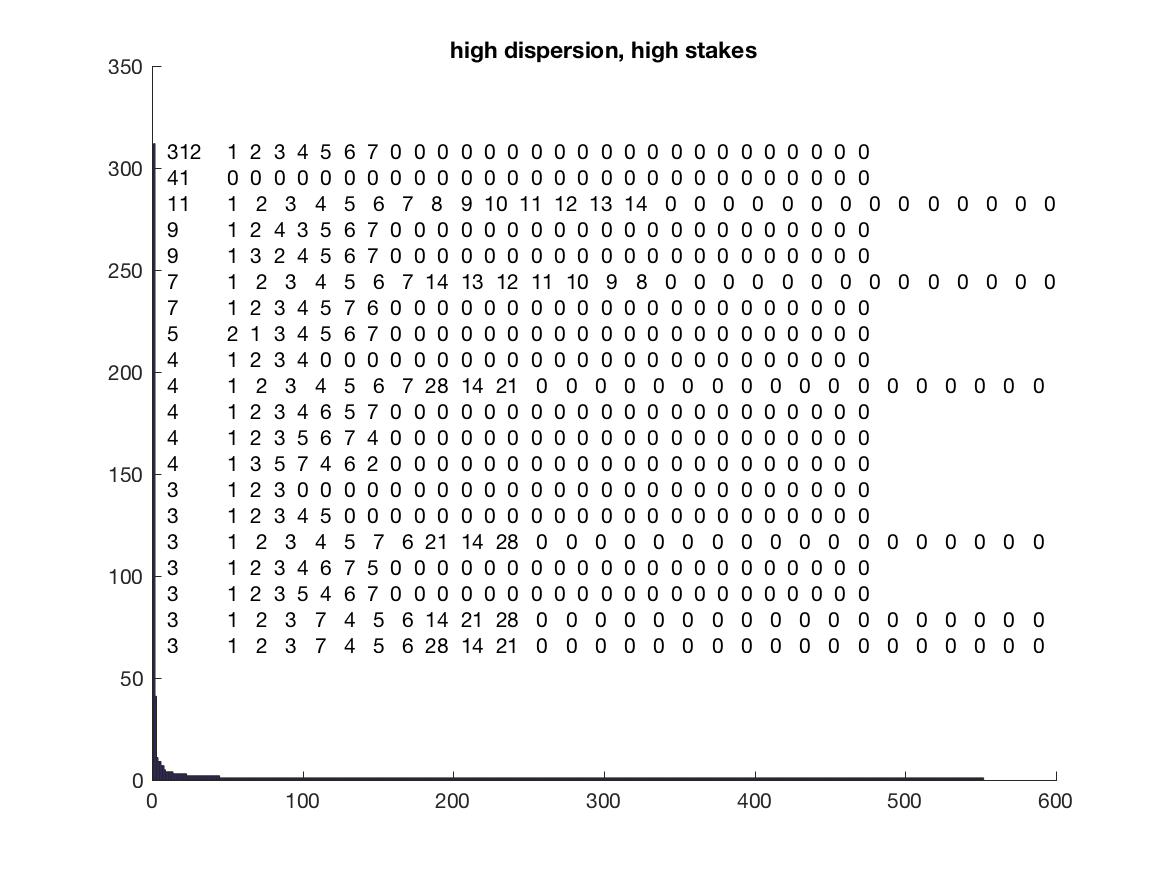 high dispersion, high stakes
350
300
250
200
150
100
50
0
312 1 2 3 4 5 6 7 0 0 0 0 0 0 0 0 0 0 0 0 0 0 0 0 0 0 0 0 0
41 0 0 0 0 0 0 0 0 0 0 0 0 0 0 0 0 0 0 0 0 0 0 0 0 0 0 0 0
11 1 2 3 4 5 6 7 8 9 10 11 12 13 14 0 0 0 0 0 0 0 0 0 0 0 0 0 0
9 1 2 4 3 5 6 7 0 0 0 0 0 0 0 0 0 0 0 0 0 0 0 0 0 0 0 0 0
9 1 3 2 4 5 6 7 0 0 0 0 0 0 0 0 0 0 0 0 0 0 0 0 0 0 0 0 0
7 1 2 3 4 5 6 7 14 13 12 11 10 9 8 0 0 0 0 0 0 0 0 0 0 0 0 0 0
7 1 2 3 4 5 7 6 0 0 0 0 0 0 0 0 0 0 0 0 0 0 0 0 0 0 0 0 0
5 2 1 3 4 5 6 7 0 0 0 0 0 0 0 0 0 0 0 0 0 0 0 0 0 0 0 0 0
4 1 2 3 4 0 0 0 0 0 0 0 0 0 0 0 0 0 0 0 0 0 0 0 0 0 0 0 0
4 1 2 3 4 5 6 7 28 14 21 0 0 0 0 0 0 0 0 0 0 0 0 0 0 0 0 0 0
4 1 2 3 4 6 5 7 0 0 0 0 0 0 0 0 0 0 0 0 0 0 0 0 0 0 0 0 0
4 1 2 3 5 6 7 4 0 0 0 0 0 0 0 0 0 0 0 0 0 0 0 0 0 0 0 0 0
4 1 3 5 7 4 6 2 0 0 0 0 0 0 0 0 0 0 0 0 0 0 0 0 0 0 0 0 0
3 1 2 3 0 0 0 0 0 0 0 0 0 0 0 0 0 0 0 0 0 0 0 0 0 0 0 0 0
3 1 2 3 4 5 0 0 0 0 0 0 0 0 0 0 0 0 0 0 0 0 0 0 0 0 0 0 0
3 1 2 3 4 5 7 6 21 14 28 0 0 0 0 0 0 0 0 0 0 0 0 0 0 0 0 0 0
3 1 2 3 4 6 7 5 0 0 0 0 0 0 0 0 0 0 0 0 0 0 0 0 0 0 0 0 0
3 1 2 3 5 4 6 7 0 0 0 0 0 0 0 0 0 0 0 0 0 0 0 0 0 0 0 0 0
3 1 2 3 7 4 5 6 14 21 28 0 0 0 0 0 0 0 0 0 0 0 0 0 0 0 0 0 0
3 1 2 3 7 4 5 6 28 14 21 0 0 0 0 0 0 0 0 0 0 0 0 0 0 0 0 0 0
0 100 200 300 400 500 600